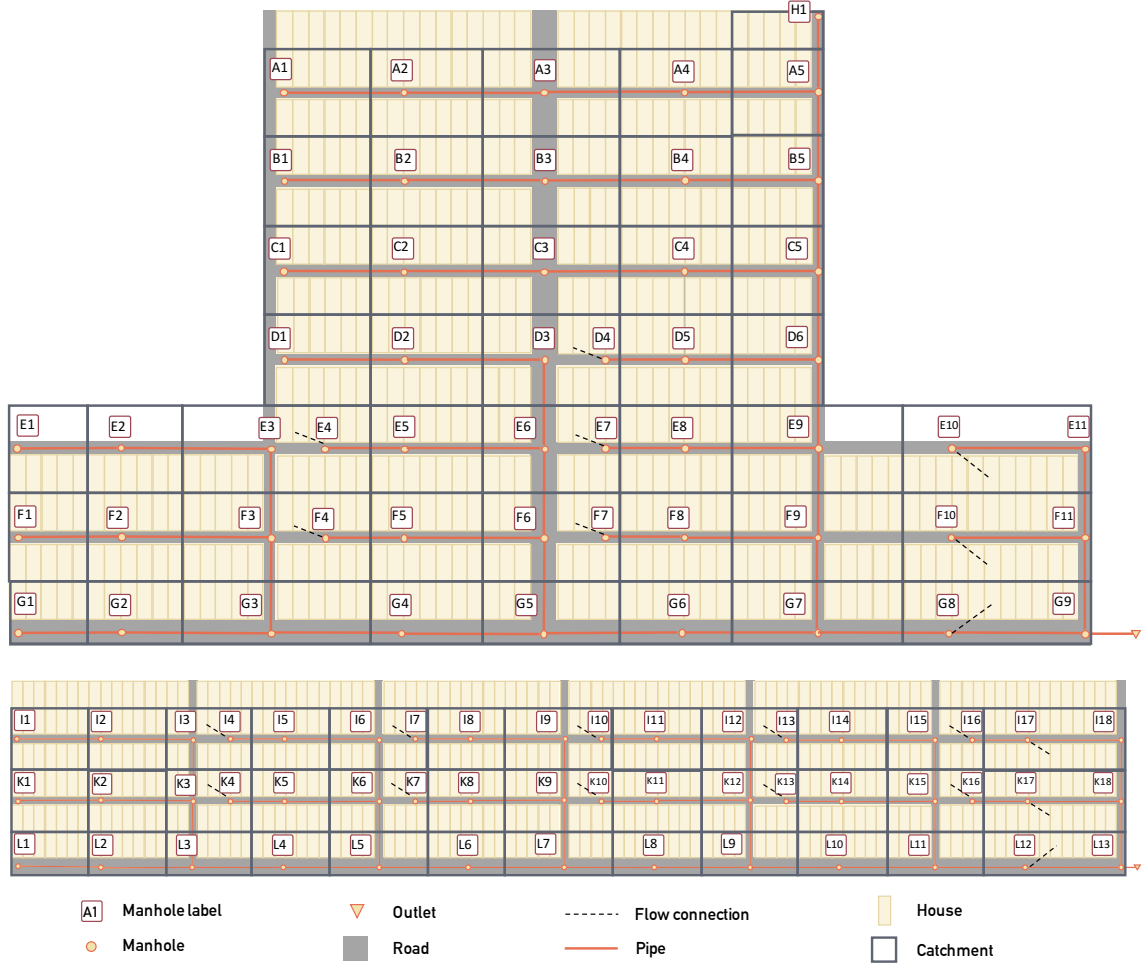 H1
A1 A2 A3 A4 A5
B1 B2 B3 B4 B5
C1 C2 C3 C4 C5
D1 D2 D3 D4 D5 D6
E1 E2 E3 E4 E5 E6 E7 E8 E9 E10 E11
F1 F2 F3 F4 F5 F6 F7 F8 F9 F10 F11
G1 G2 G3 G4 G5 G6 G7 G8 G9
I1 I2 I3 I4 I5 I6 I7 I8 I9 I10 I11 I12 I13 I14 I15 I16 I17 I18
K1 K2 K3 K4 K5 K6 K7 K8 K9 K10 K11 K12 K13 K14 K15 K16 K17 K18
L1 L2 L3 L4 L5 L6 L7 L8 L9 L10 L11 L12 L13
A1 Manhole label
Outlet
Flow connection
House
Manhole
Road
Pipe
Catchment